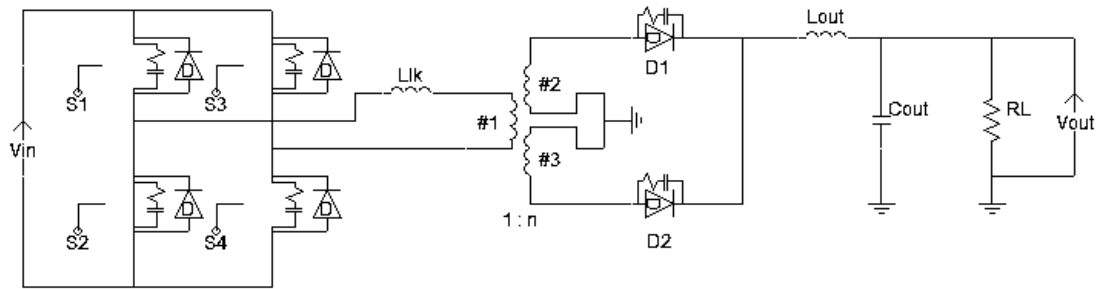 Lout
D
D
D1
Llk
#2
S1
S3
#1
Cout
RL
Vout
Vin
#3
D
D
1 : n
S2
S4
D2